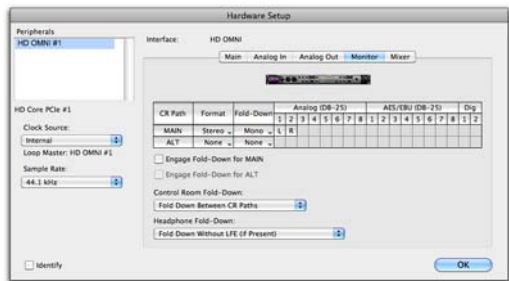 Hardware Setup
Peripherals
HD OMNI #1
Interface: HD OMNI
Main Analog In Analog Out Monitor Mixer
HD Core PCIe #1
Clock Source:
Internal
Loop Master: HD OMNI #1
Sample Rate:
44.1 kHz
CR Path Format Fold-Down Analog (DB-25) AES/EBU (DB-25) Dig
1 2 3 4 5 6 7 8 1 2 3 4 5 6 7 8 1 2
MAIN Stereo Mono L R
ALT None None
Engage Fold-Down for MAIN
Engage Fold-Down for ALT
Control Room Fold-Down:
Fold Down Between CR Paths
Headphone Fold-Down:
Fold Down Without LFE (if Present)
Identify
OK